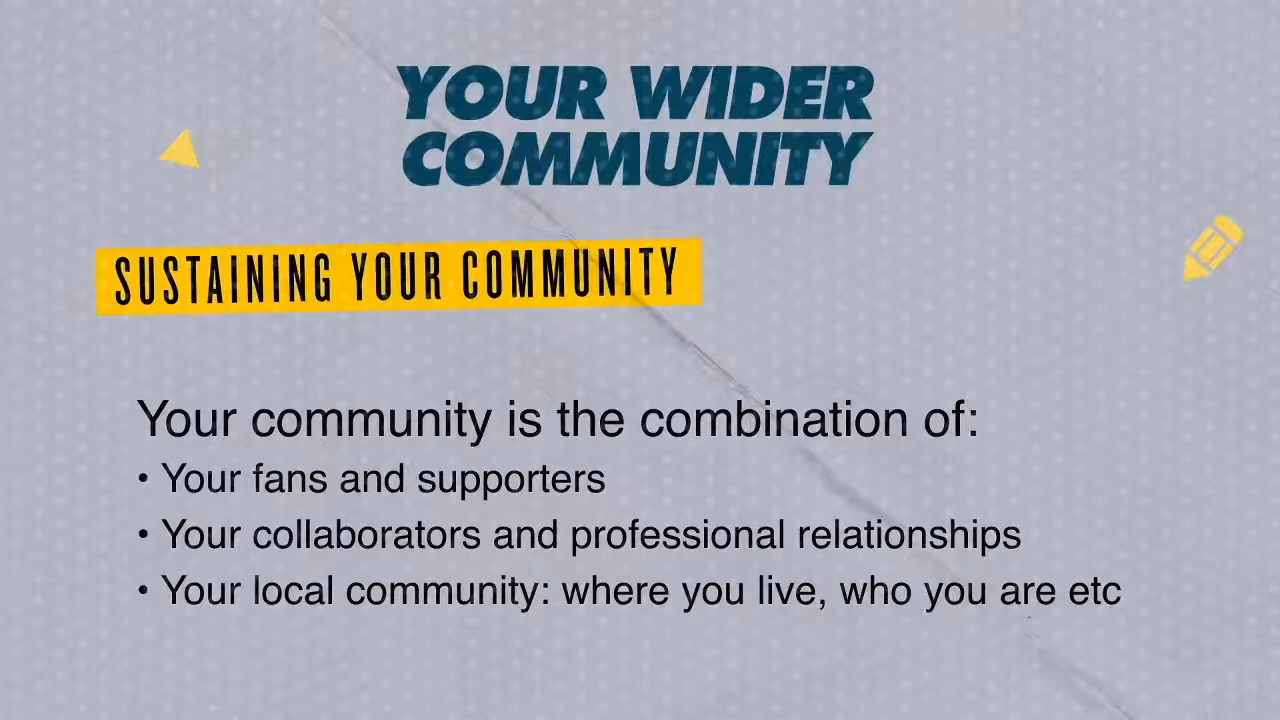 YOUR WIDER
COMMUNITY
SUSTAINING YOUR COMMUNITY
Your community is the combination of:
• Your fans and supporters
• Your collaborators and professional relationships
• Your local community: where you live, who you are etc